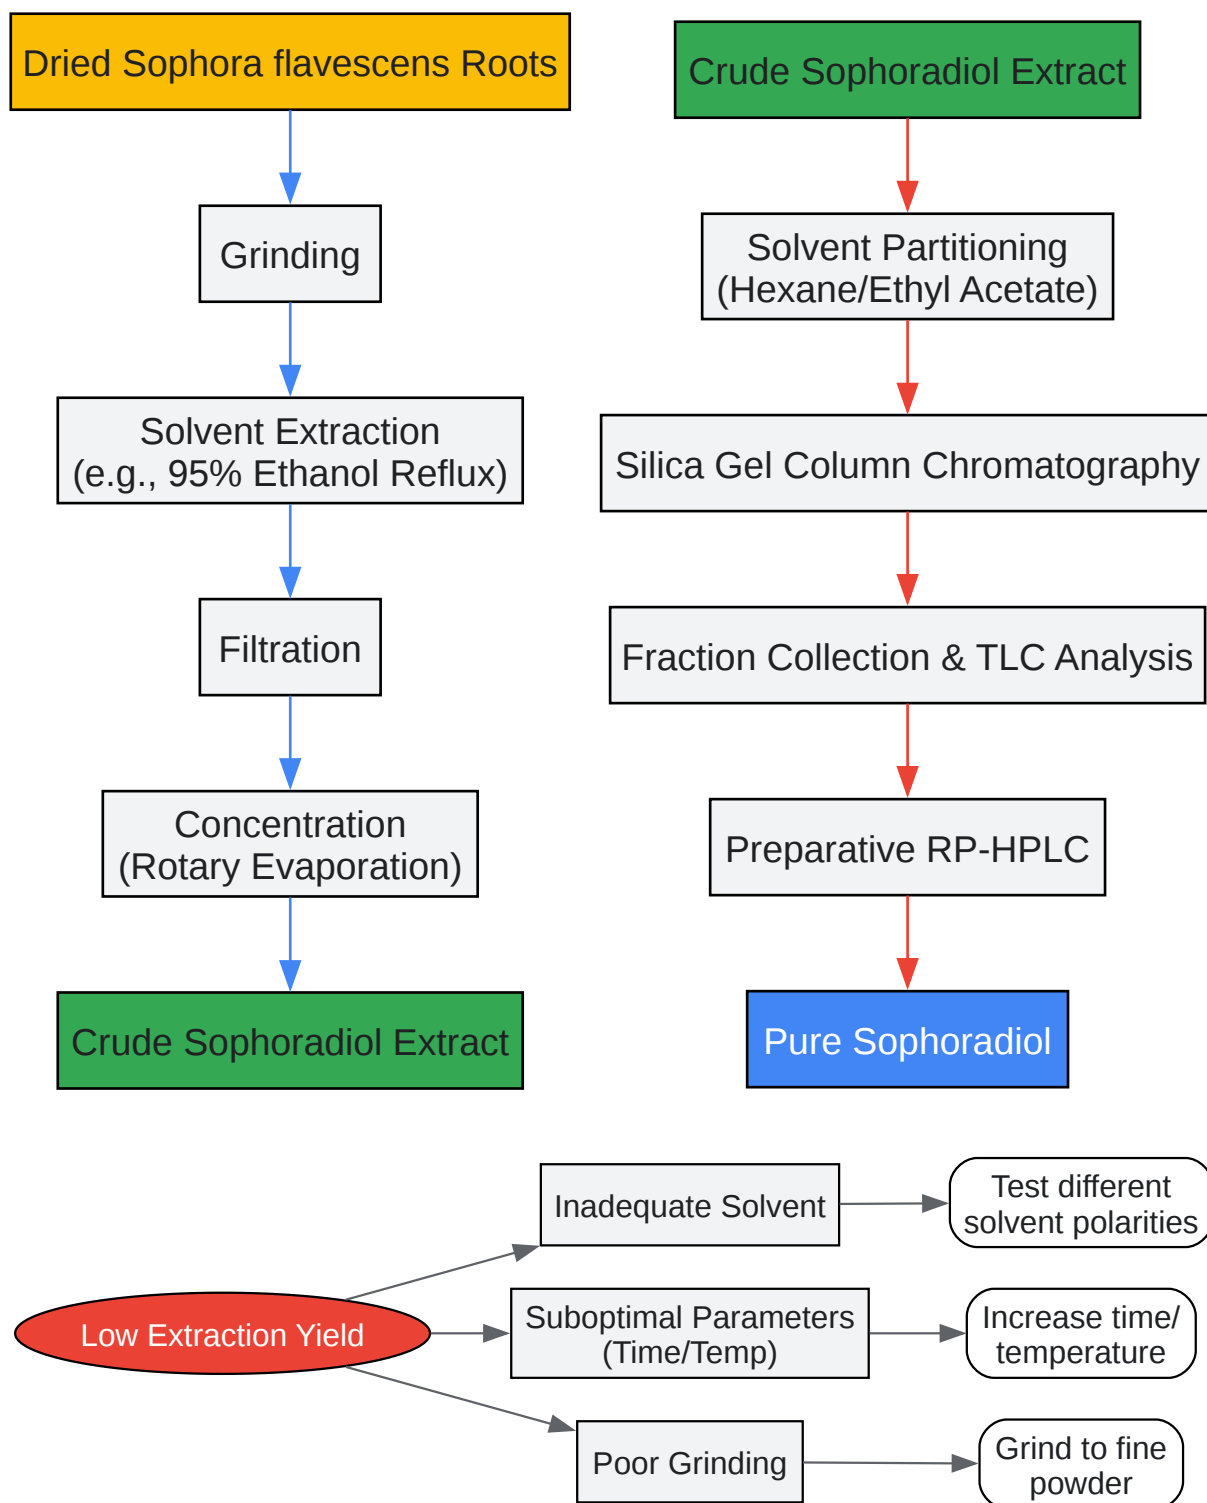 Dried Sophora flavescens Roots
Grinding
Solvent Extraction
(e.g., 95% Ethanol Reflux)
Filtration
Concentration
(Rotary Evaporation)
Crude Sophoradiol Extract
Crude Sophoradiol Extract
Solvent Partitioning
(Hexane/Ethyl Acetate)
Silica Gel Column Chromatography
Fraction Collection & TLC Analysis
Preparative RP-HPLC
Pure Sophoradiol
Low Extraction Yield
Inadequate Solvent
Test different
solvent polarities
Suboptimal Parameters
(Time/Temp)
Increase time/
temperature
Poor Grinding
Grind to fine
powder